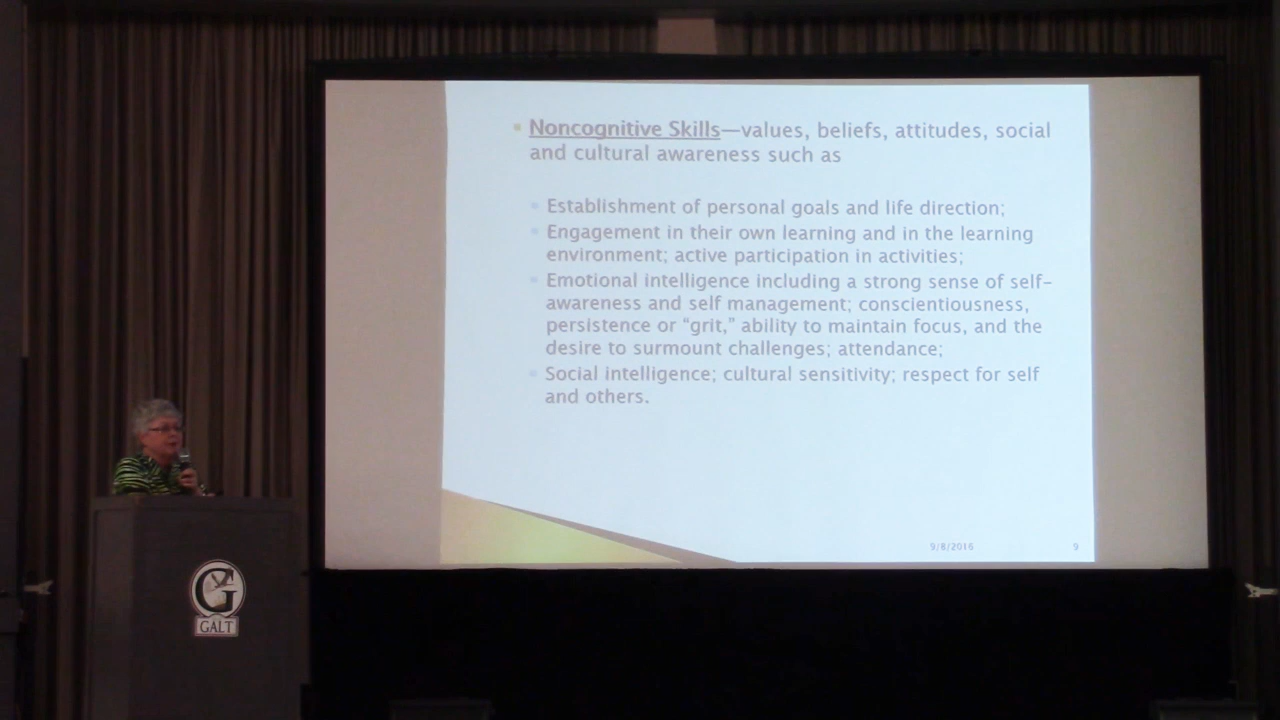 Noncognitive Skills—values, beliefs, attitudes, social
and cultural awareness such as
Establishment of personal goals and life direction;
Engagement in their own learning and in the learning
environment; active participation in activities;
Emotional intelligence including a strong sense of self-
awareness and self management; conscientiousness,
persistence or “grit,” ability to maintain focus, and the
desire to surmount challenges; attendance;
Social intelligence; cultural sensitivity; respect for self
and others.
9/8/2016 9
G
GALT